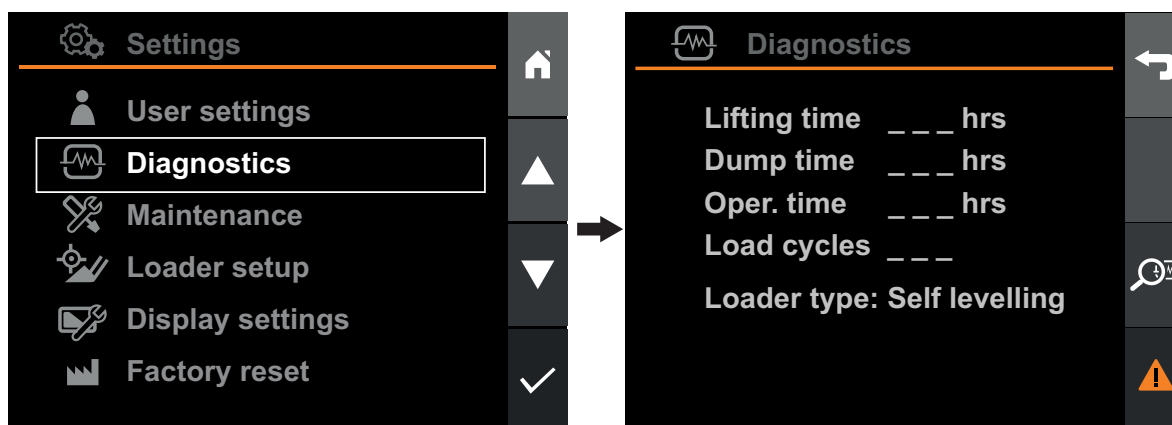 Settings
User settings
Diagnostics
Maintenance
Loader setup
Display settings
Factory reset
Diagnostics
Lifting time _ _ _ hrs
Dump time _ _ _ hrs
Oper. time _ _ _ hrs
Load cycles _ _ _
Loader type: Self levelling